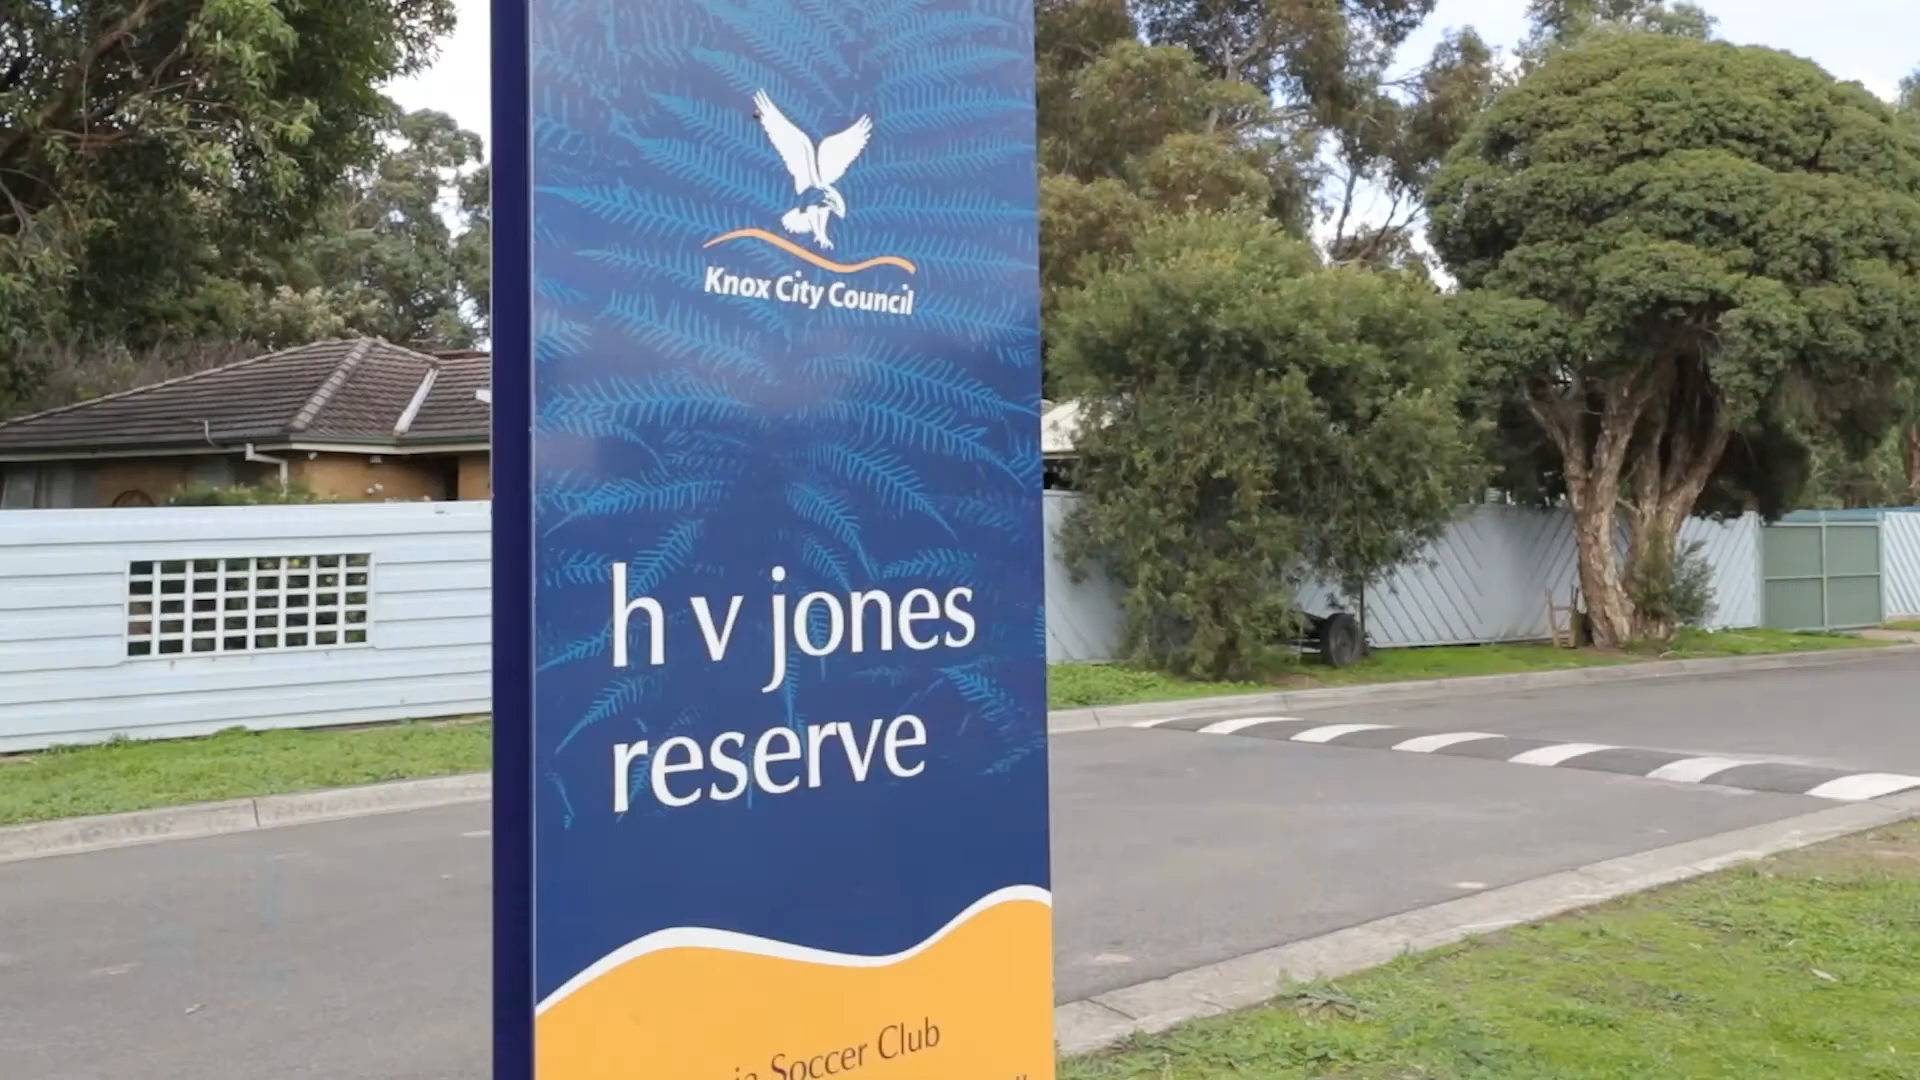 Knox City Council
h v jones
reserve
Soccer Club